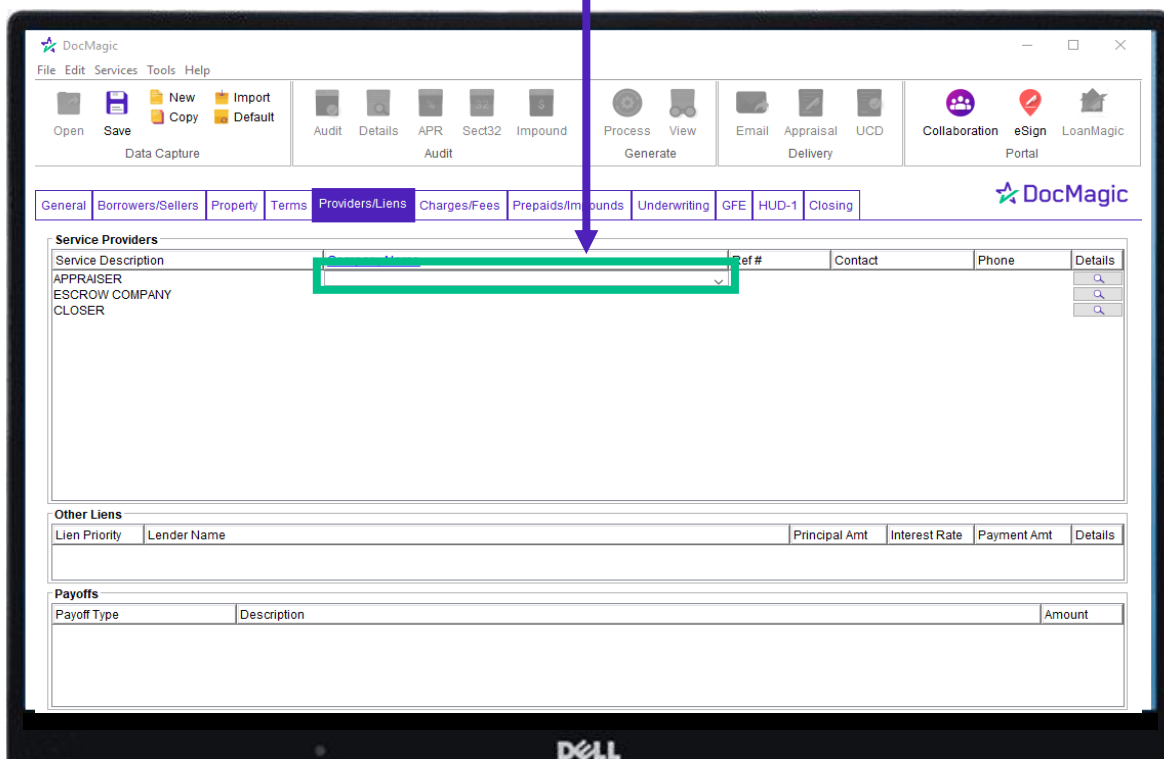 DocMagic
File Edit Services Tools Help
New Import
Copy Default
Open Save
Data Capture
32 $
Audit Details APR Sect32 Impound
Audit
Process View
Generate
Email Appraisal UCD
Delivery
Collaboration eSign LoanMagic
Portal
DocMagic
General Borrowers/Sellers Property Terms Providers/Liens Charges/Fees Prepaids/Impounds Underwriting GFE HUD-1 Closing
Service Providers
Service Description Company Name Ref # Contact Phone Details
APPRAISER
ESCROW COMPANY
CLOSER
Other Liens
Lien Priority Lender Name Principal Amt Interest Rate Payment Amt Details
Payoffs
Payoff Type Description Amount
DELL